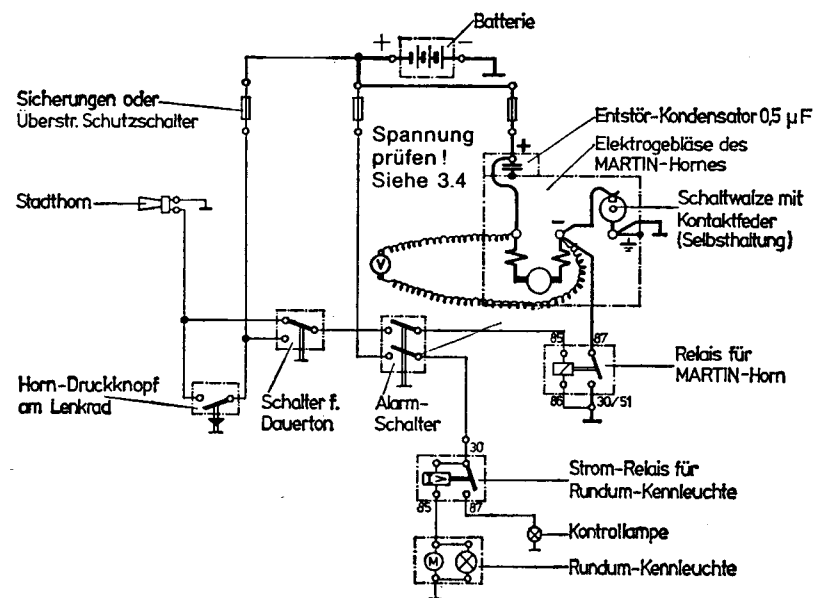 Batterie
+ −
Sicherungen oder
Überstr. Schutzschalter
Spannung
prüfen !
Siehe 3.4
+
Entstör-Kondensator 0,5 µF
Elektrogebläse des
MARTIN-Hornes
Stadthorn
Schaltwalze mit
Kontaktfeder
(Selbsthaltung)
−
V
85 87
Relais für
MARTIN-Horn
86 30/51
Horn-Druckknopf
am Lenkrad
Schalter f.
Dauerton
Alarm-
Schalter
30
Strom-Relais für
Rundum-Kennleuchte
85 87
Kontrollampe
M
Rundum-Kennleuchte